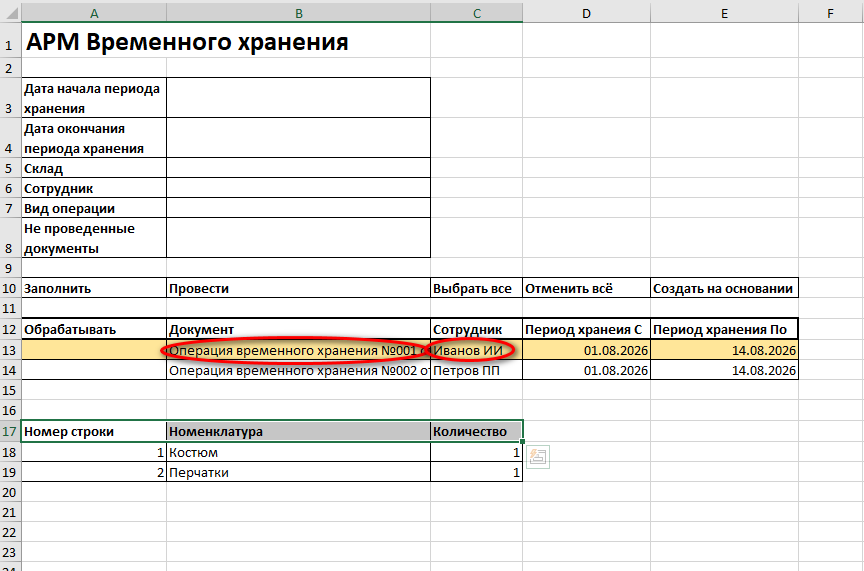 A B C D E F
1 АРМ Временного хранения
2
Дата начала периода
3 хранения
Дата окончания
4 периода хранения
5 Склад
6 Сотрудник
7 Вид операции
Не проведенные
8 документы
9
10 Заполнить Провести Выбрать все Отменить всё Создать на основании
11
12 Обрабатывать Документ Сотрудник Период хранеия С Период хранения По
13 Операция временного хранения №001 о Иванов ИИ 01.08.2026 14.08.2026
14 Операция временного хранения №002 от Петров ПП 01.08.2026 14.08.2026
15
16
17 Номер строки Номенклатура Количество
18 1 Костюм 1
19 2 Перчатки 1
20
21
22
23